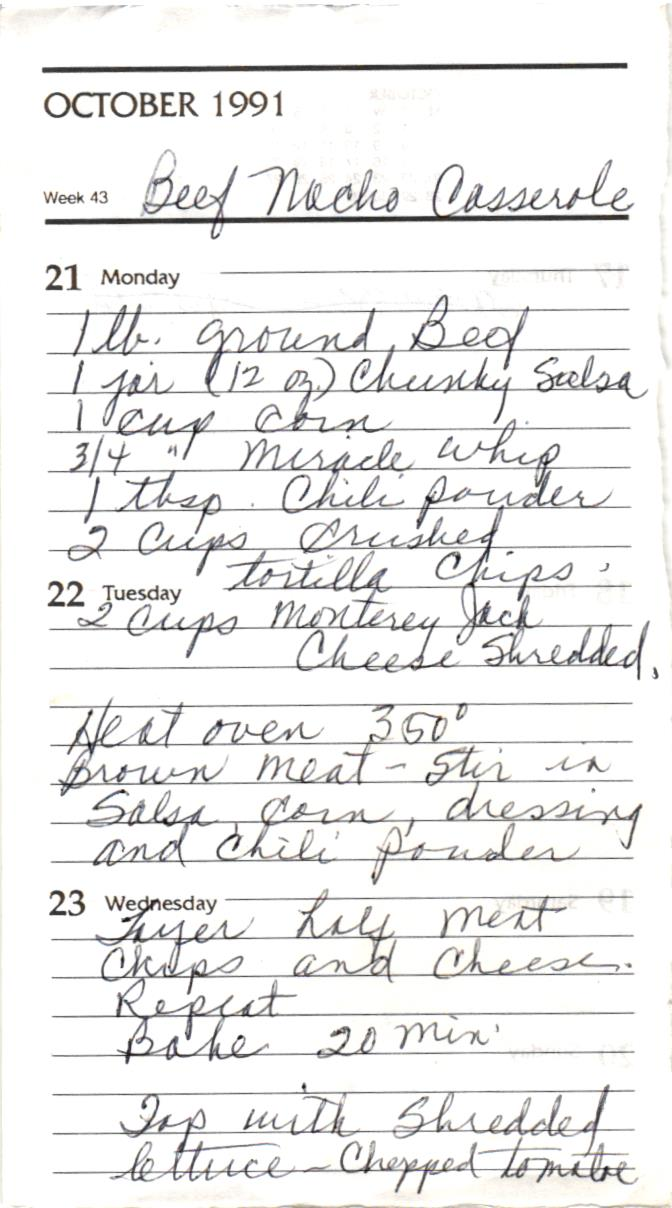 OCTOBER 1991
Week 43 Beef Nacho Casserole
21 Monday
1 lb. ground Beef
1 jar (12 oz.) Chunky Salsa
1 cup corn
3/4 " Miracle whip
1 tbsp. Chili powder
2 Cups Crushed
tortilla Chips.
22 Tuesday
2 Cups Monterey Jack
Cheese Shredded.
Heat oven 350°
Brown meat - Stir in
Salsa, Corn, dressing
and Chili powder
23 Wednesday
Layer half meat
Chips and Cheese.
Repeat
Bake 20 min.
Top with Shredded
lettuce - Chopped tomatoe